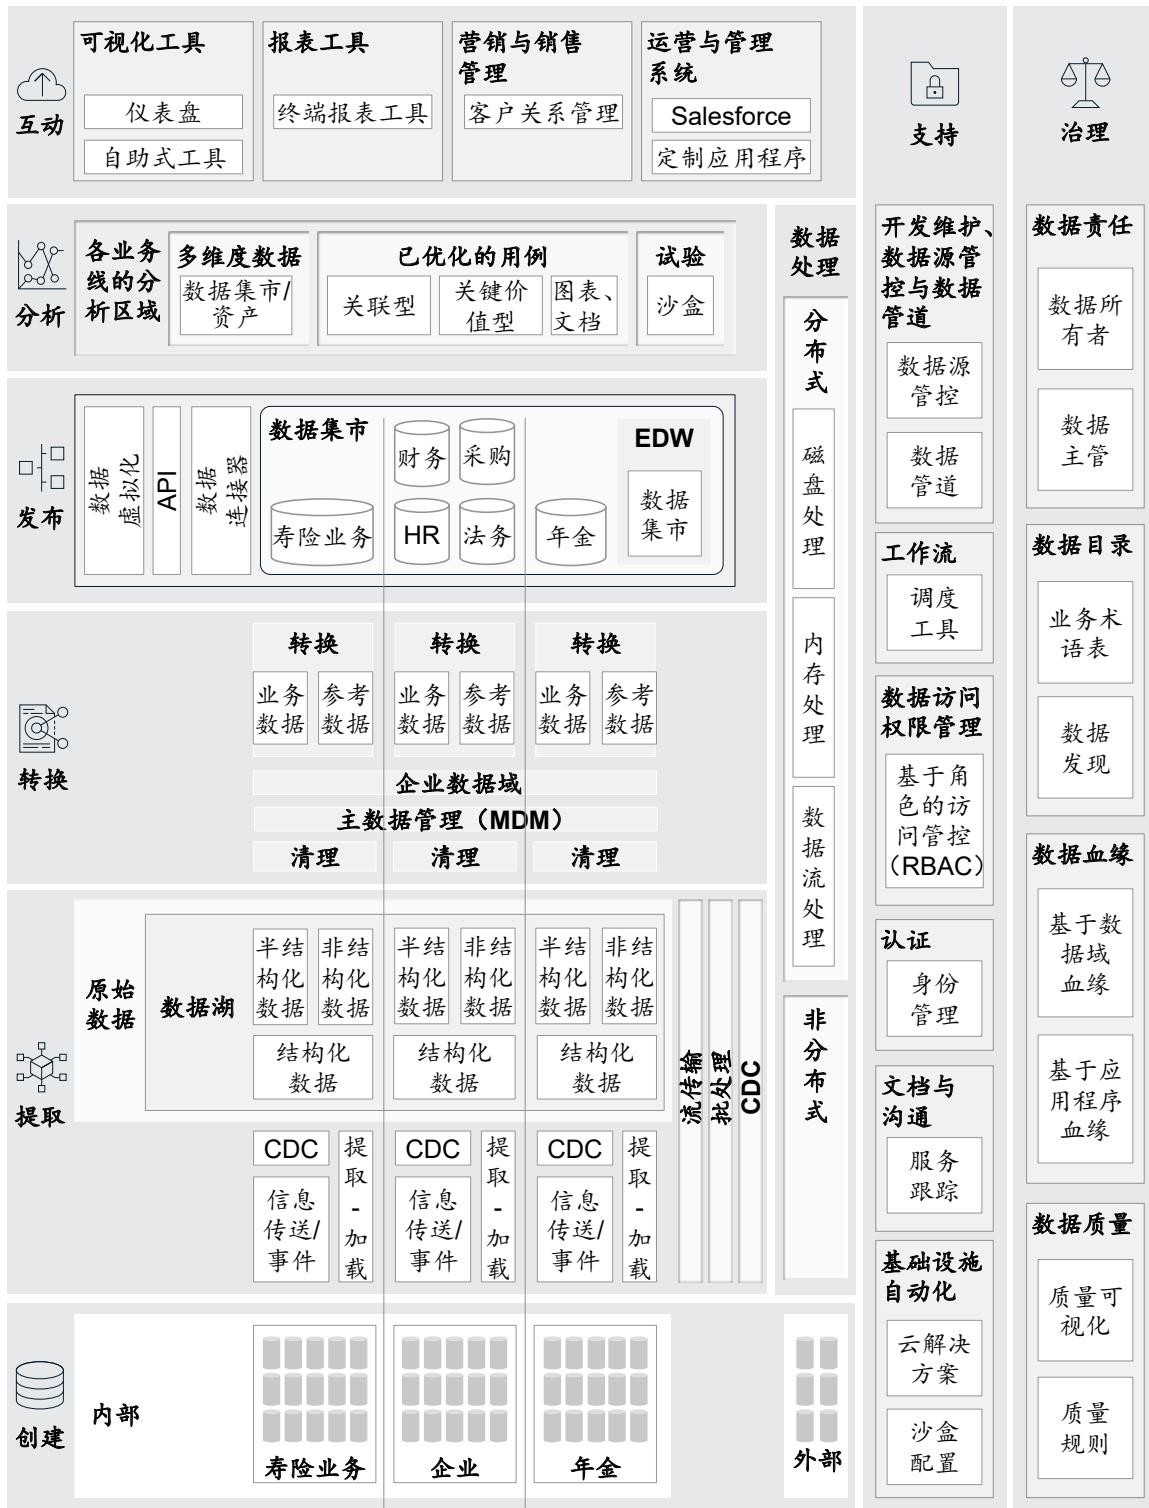 互动
可视化工具
仪表盘
自助式工具
报表工具
终端报表工具
营销与销售
管理
客户关系管理
运营与管理
系统
Salesforce
定制应用程序
分析
各业务
线的分
析区域
多维度数据
数据集市/
资产
已优化的用例
关联型
关键价
值型
图表、
文档
试验
沙盒
发布
数据
虚拟化
API
数据
连接器
数据集市
寿险业务
财务
采购
HR
法务
年金
EDW
数据
集市
转换
转换
业务
数据
参考
数据
转换
业务
数据
参考
数据
转换
业务
数据
参考
数据
企业数据域
主数据管理（MDM）
清理
清理
清理
提取
原始
数据
数据湖
半结
构化
数据
非结
构化
数据
结构化
数据
半结
构化
数据
非结
构化
数据
结构化
数据
半结
构化
数据
非结
构化
数据
结构化
数据
CDC
信息
传送/
事件
提取-加载
CDC
信息
传送/
事件
提取-加载
CDC
信息
传送/
事件
提取-加载
流传输
批处理
CDC
数据
处理
分布式
磁盘处理
内存处理
数据流处理
非分布式
创建
内部
寿险业务
企业
年金
外部
支持
开发维护、
数据源管
控与数据
管道
数据源
管控
数据
管道
工作流
调度
工具
数据访问
权限管理
基于角
色的访
问管控
（RBAC）
认证
身份
管理
文档与
沟通
服务
跟踪
基础设施
自动化
云解决
方案
沙盒
配置
治理
数据责任
数据所
有者
数据
主管
数据目录
业务术
语表
数据
发现
数据血缘
基于数
据域
血缘
基于应
用程序
血缘
数据质量
质量可
视化
质量
规则